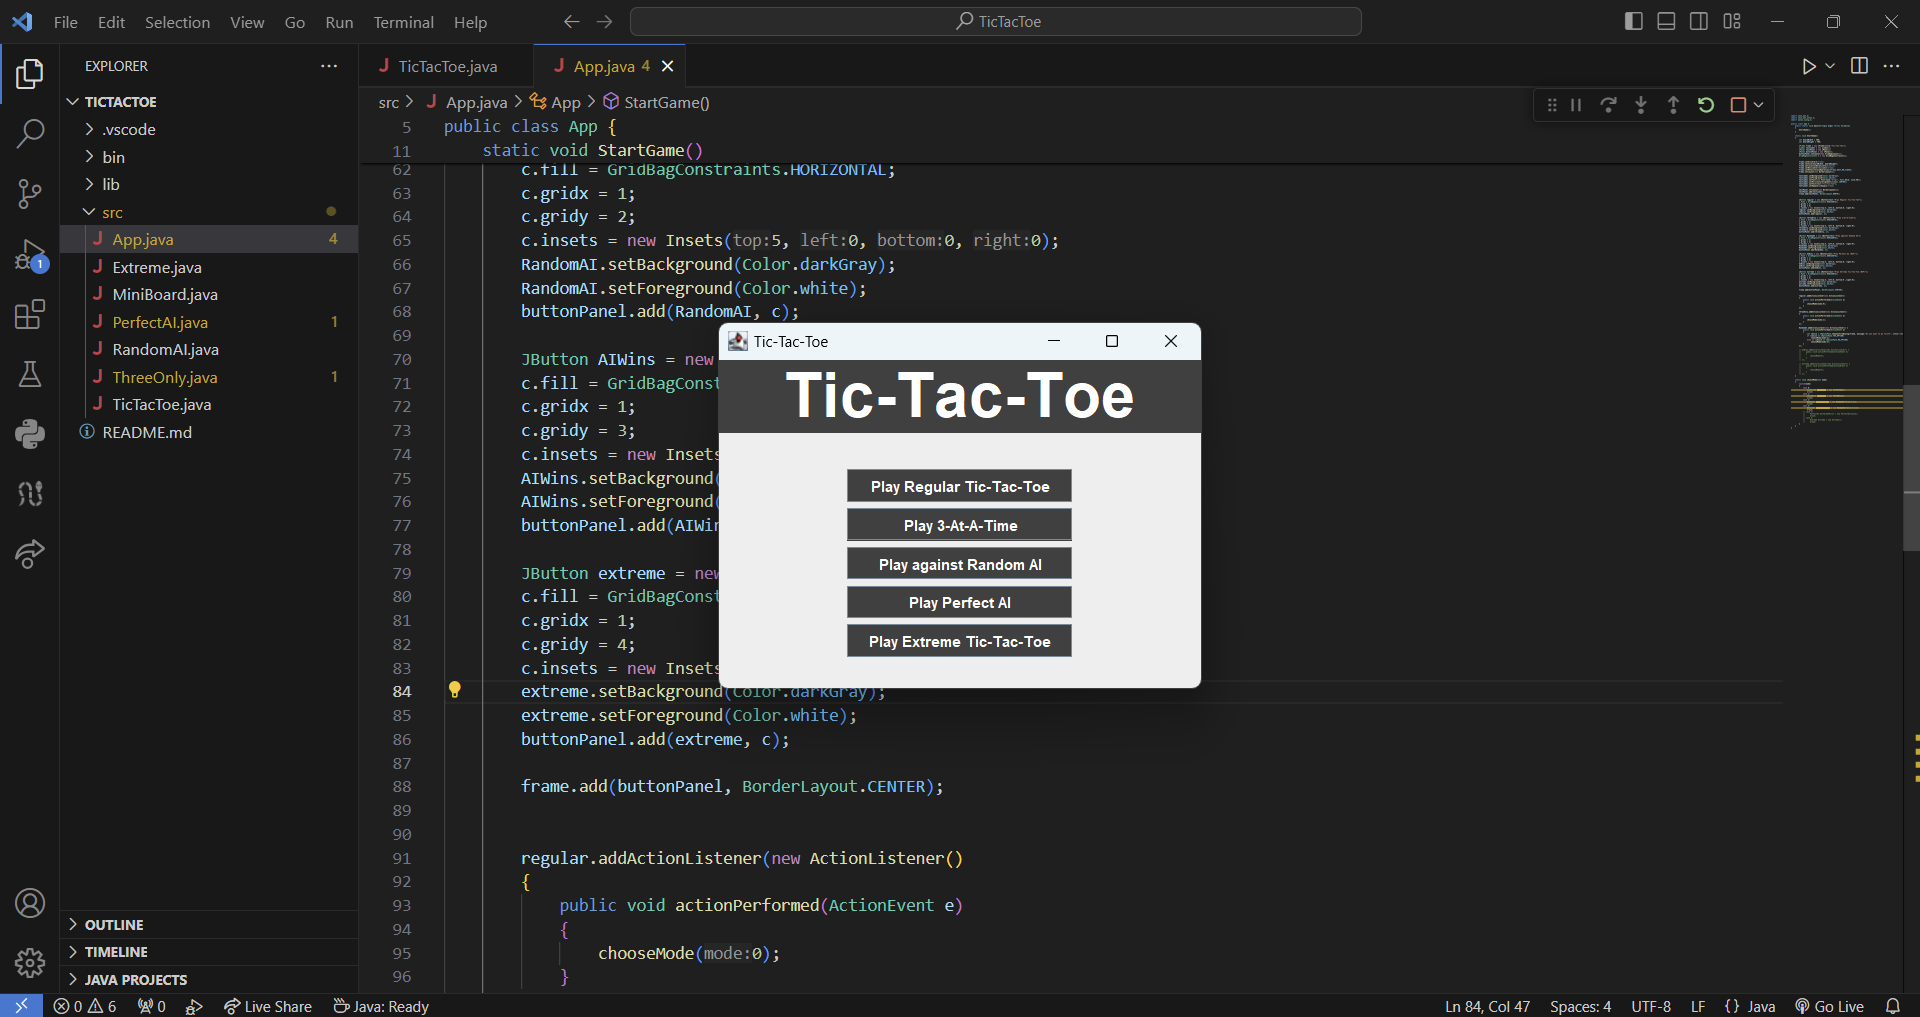 File Edit Selection View Go Run Terminal Help
TicTacToe
EXPLORER
TICTACTOE
.vscode
bin
lib
src
App.java 4
Extreme.java
MiniBoard.java
PerfectAI.java 1
RandomAI.java
ThreeOnly.java 1
TicTacToe.java
README.md
OUTLINE
TIMELINE
JAVA PROJECTS
TicTacToe.java
App.java 4
src > App.java > App > StartGame()
5 public class App {
11 static void StartGame()
62 c.fill = GridBagConstraints.HORIZONTAL;
63 c.gridx = 1;
64 c.gridy = 2;
65 c.insets = new Insets(top:5, left:0, bottom:0, right:0);
66 RandomAI.setBackground(Color.darkGray);
67 RandomAI.setForeground(Color.white);
68 buttonPanel.add(RandomAI, c);
69
70 JButton AIWins = new
71 c.fill = GridBagConst
72 c.gridx = 1;
73 c.gridy = 3;
74 c.insets = new Insets
75 AIWins.setBackground(
76 AIWins.setForeground(
77 buttonPanel.add(AIWin
78
79 JButton extreme = new
80 c.fill = GridBagConst
81 c.gridx = 1;
82 c.gridy = 4;
83 c.insets = new Insets
84 extreme.setBackground(Color.darkGray);
85 extreme.setForeground(Color.white);
86 buttonPanel.add(extreme, c);
87
88 frame.add(buttonPanel, BorderLayout.CENTER);
89
90
91 regular.addActionListener(new ActionListener()
92 {
93 public void actionPerformed(ActionEvent e)
94 {
95 chooseMode(mode:0);
96 }
Tic-Tac-Toe
Tic-Tac-Toe
Play Regular Tic-Tac-Toe
Play 3-At-A-Time
Play against Random AI
Play Perfect AI
Play Extreme Tic-Tac-Toe
1
0 6 0 Live Share Java: Ready
Ln 84, Col 47 Spaces: 4 UTF-8 LF {} Java Go Live